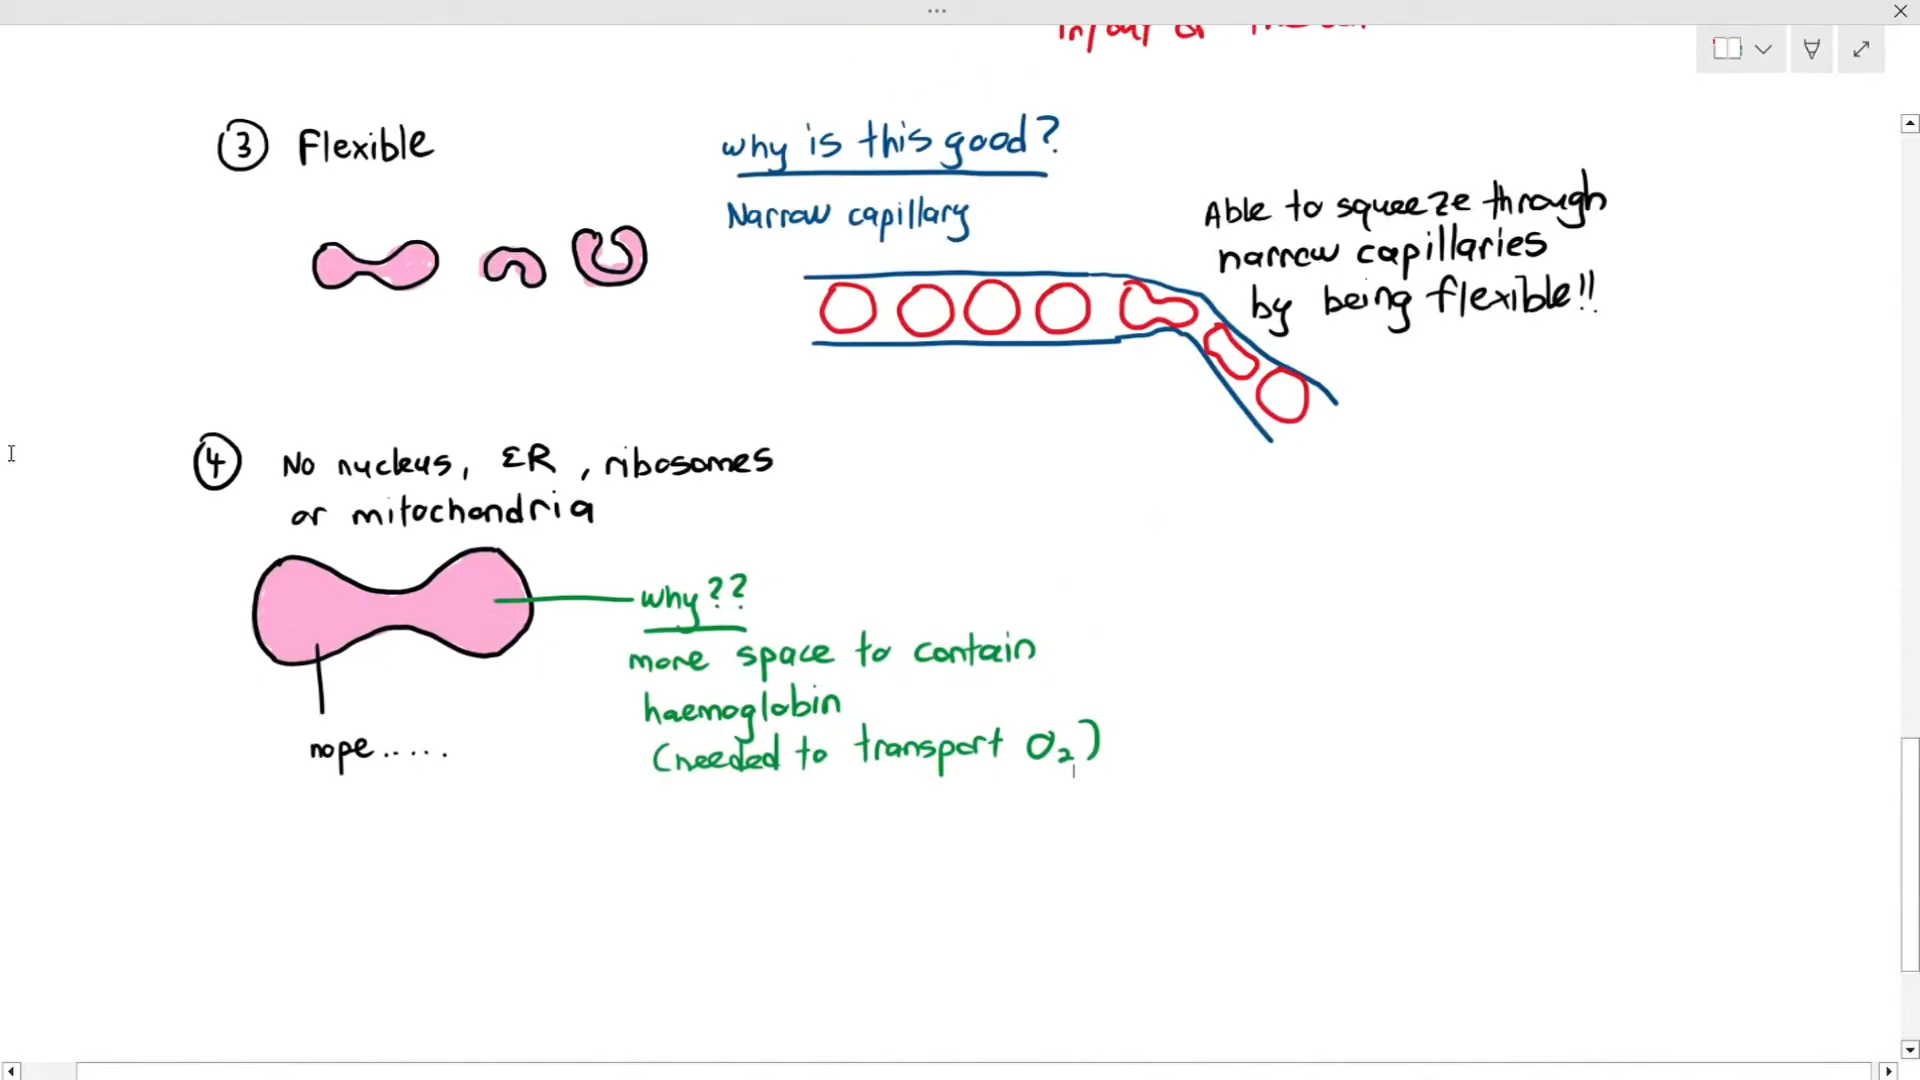 ③ Flexible
why is this good?
Narrow capillary
Able to squeeze through
narrow capillaries
by being flexible!!
④ No nucleus, ER, ribosomes
or mitochondria
why??
more space to contain
haemoglobin
(needed to transport O₂)
nope.....